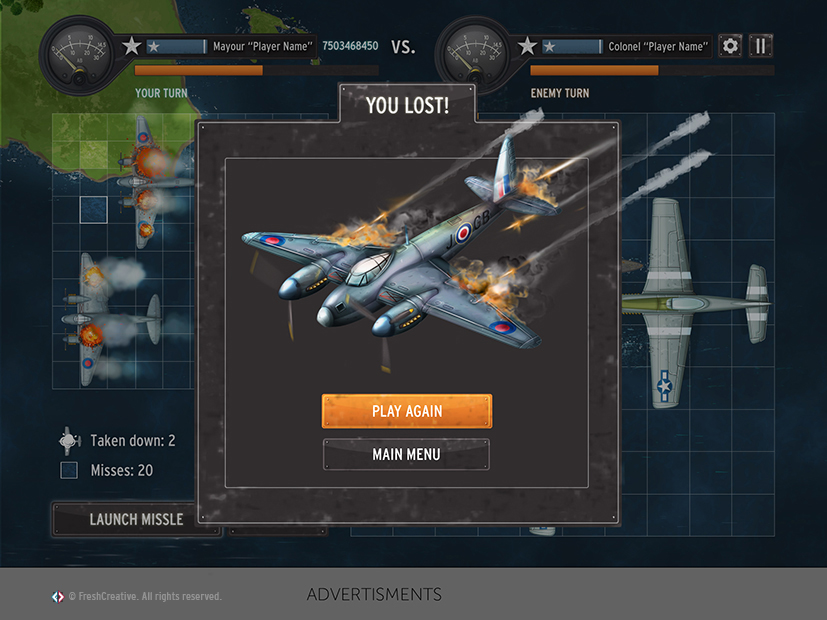 Mayour "Player Name"
7503468450
VS.
Colonel "Player Name"
YOUR TURN
ENEMY TURN
YOU LOST!
J CB
PLAY AGAIN
MAIN MENU
Taken down: 2
Misses: 20
LAUNCH MISSLE
© FreshCreative. All rights reserved.
ADVERTISMENTS